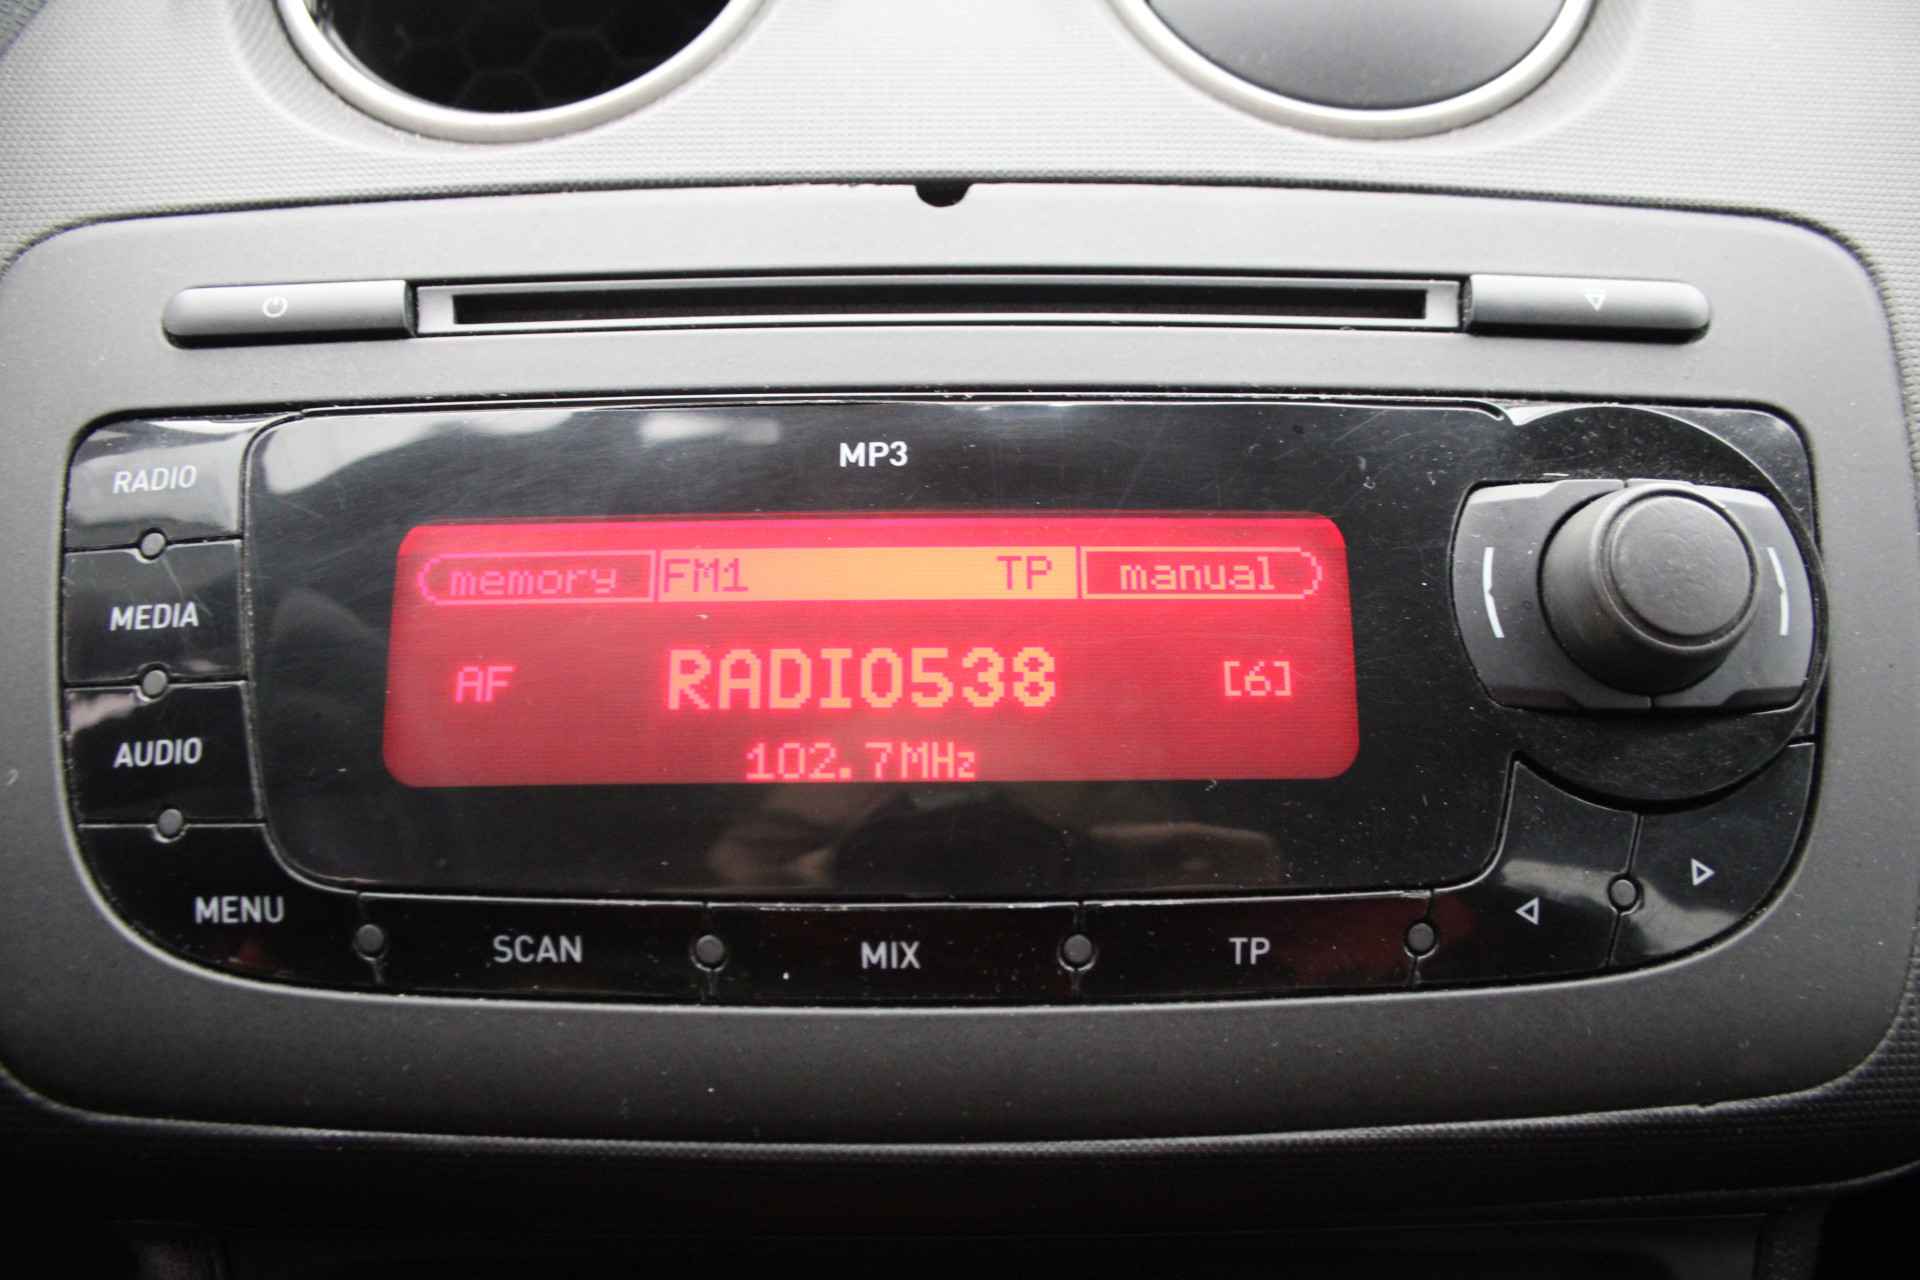 MP3
RADIO
memory FM1 TP manual
MEDIA
AF RADIO538 [6]
AUDIO
102.7MHz
MENU
SCAN
MIX
TP